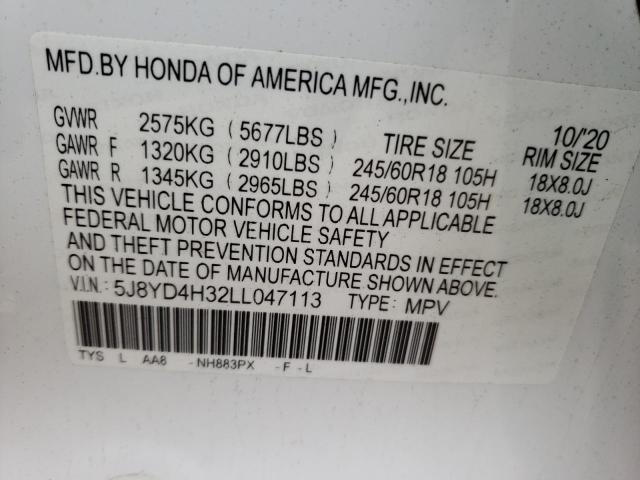 MFD.BY HONDA OF AMERICA MFG.,INC.
10/'20
GVWR 2575KG (5677LBS) TIRE SIZE RIM SIZE
GAWR F 1320KG (2910LBS) 245/60R18 105H 18X8.0J
GAWR R 1345KG (2965LBS) 245/60R18 105H 18X8.0J
THIS VEHICLE CONFORMS TO ALL APPLICABLE
FEDERAL MOTOR VEHICLE SAFETY
AND THEFT PREVENTION STANDARDS IN EFFECT
ON THE DATE OF MANUFACTURE SHOWN ABOVE.
V.I.N.: 5J8YD4H32LL047113 TYPE: MPV
TYS L AA8 -NH883PX -F-L